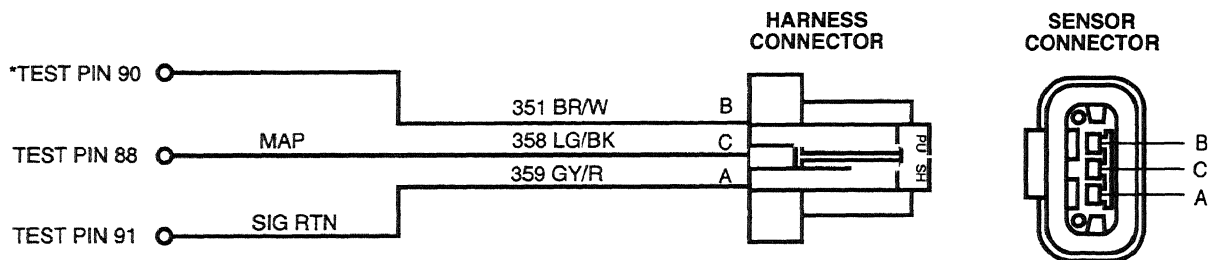 HARNESS
CONNECTOR
SENSOR
CONNECTOR
*TEST PIN 90
351 BR/W
B
TEST PIN 88
MAP
358 LG/BK
C
359 GY/R
A
SIG RTN
TEST PIN 91
PU SH
B
C
A